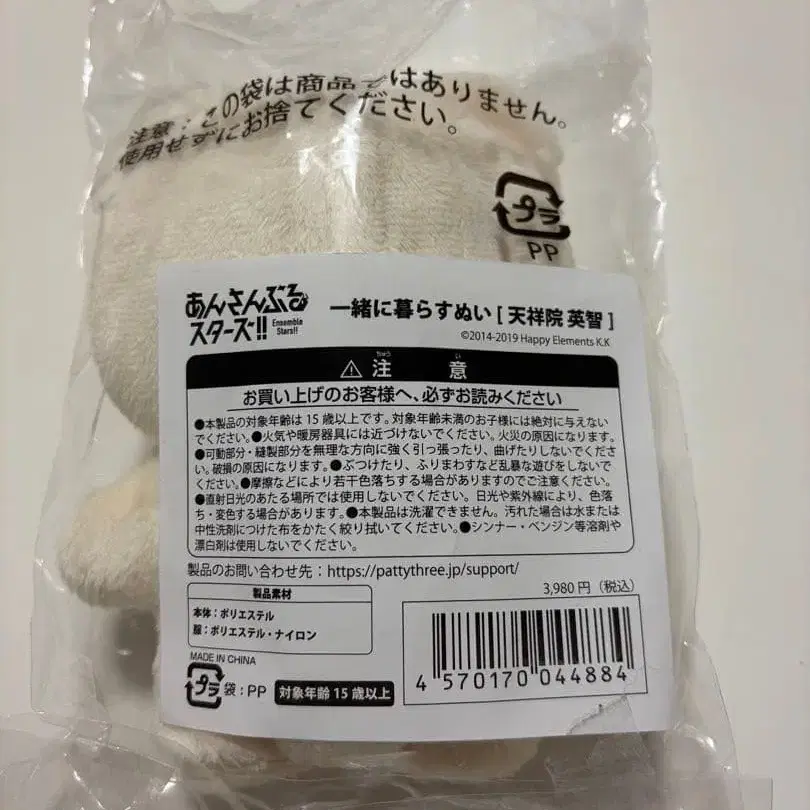 注意：この袋は商品ではありません。
使用せずにお捨てください。
プラ
PP
あんさんぶる
スターズ!!
Ensemble
Stars!!
一緒に暮らすぬい [ 天祥院 英智 ]
©2014-2019 Happy Elements K.K
ちゅう い
⚠ 注 意
お買い上げのお客様へ、必ずお読みください
●本製品の対象年齢は 15 歳以上です。対象年齢未満のお子様には絶対に与えない
でください。●火気や暖房器具には近づけないでください。火災の原因になります。
●可動部分・縫製部分を無理な方向に強く引っ張ったり、曲げたりしないでくださ
い。破損の原因になります。●ぶつけたり、ふりまわすなど乱暴な遊びをしないで
ください。●摩擦などにより若干色落ちする場合がありますのでご注意ください。
●直射日光のあたる場所では使用しないでください。日光や紫外線により、色落
ち・変色する場合があります。●本製品は洗濯できません。汚れた場合は水または
中性洗剤につけた布をかたく絞り拭いてください。●シンナー・ベンジン等溶剤や
漂白剤は使用しないでください。
製品のお問い合わせ先：https://pattythree.jp/support/
3,980 円（税込）
製品素材
本体：ポリエステル
服：ポリエステル・ナイロン
MADE IN CHINA
プラ 袋：PP
対象年齢 15 歳以上
4 570170 044884